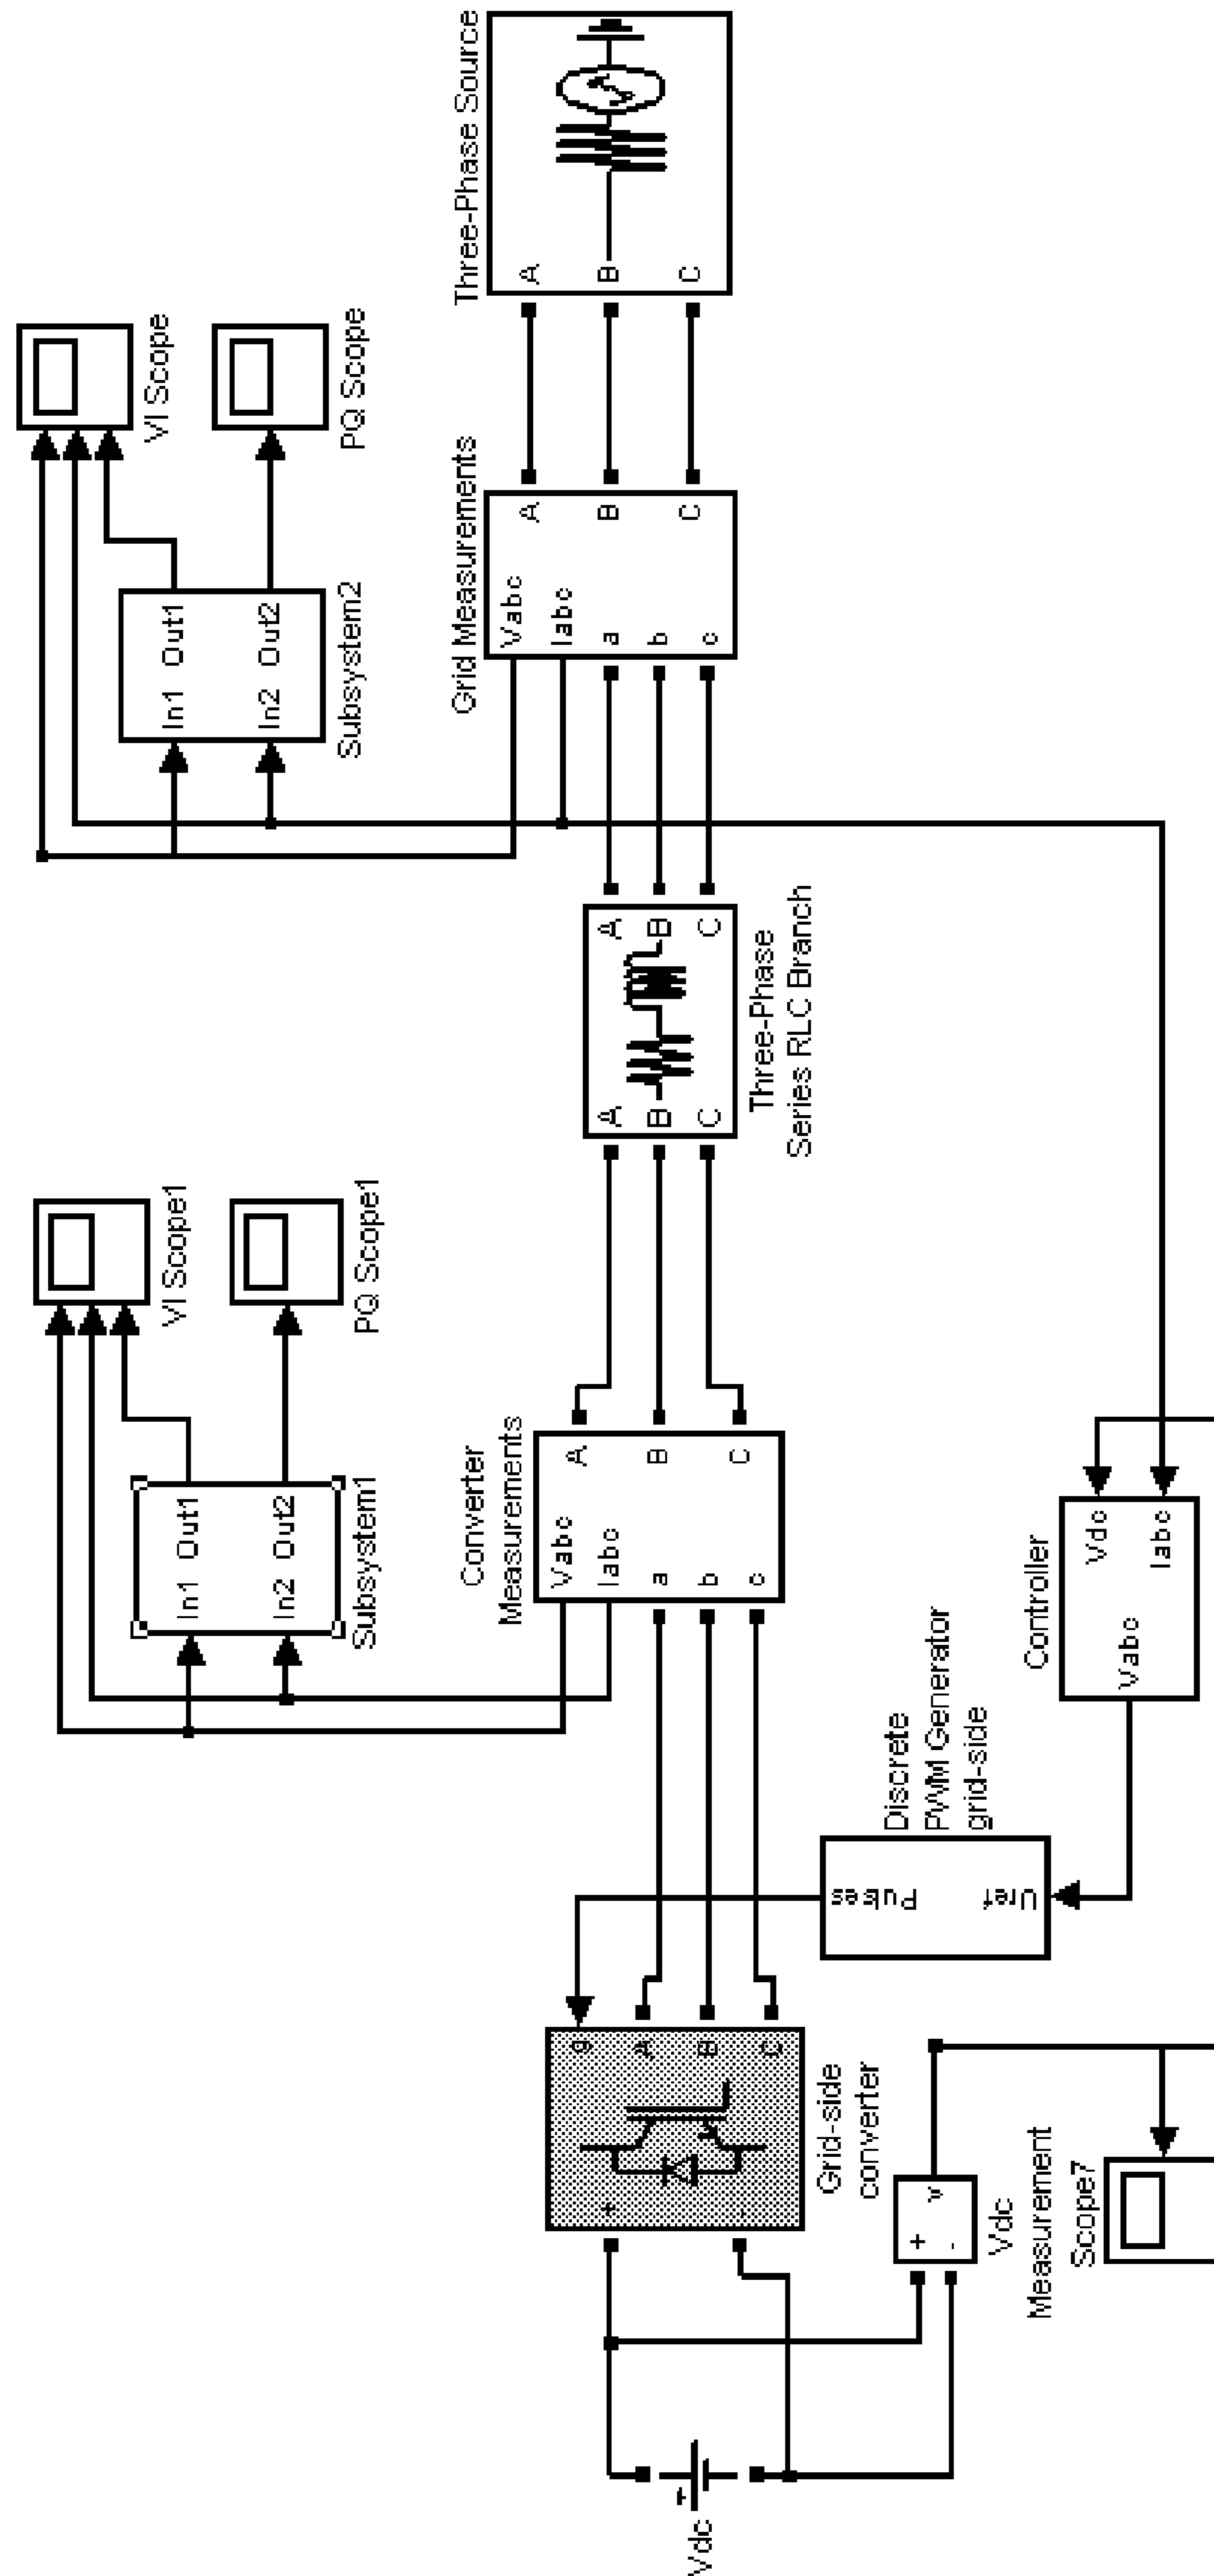 VI Scope1
PQ Scope1
In1 Out1
In2 Out2
Subsystem1
VI Scope
PQ Scope
In1 Out1
In2 Out2
Subsystem2
Vdc
+
-
g
A
B
C
Grid-side
converter
Converter
Measurements
Vabc
Iabc
a
b
c
A
B
C
A
B
C
A
B
C
Three-Phase
Series RLC Branch
Grid Measurements
Vabc
Iabc
a
b
c
A
B
C
Three-Phase Source
A
B
C
Discrete
PWM Generator
grid-side
Pulses
Uref
+
-
v
Vdc
Measurement
Scope7
Controller
Vabc
Vdc
Iabc